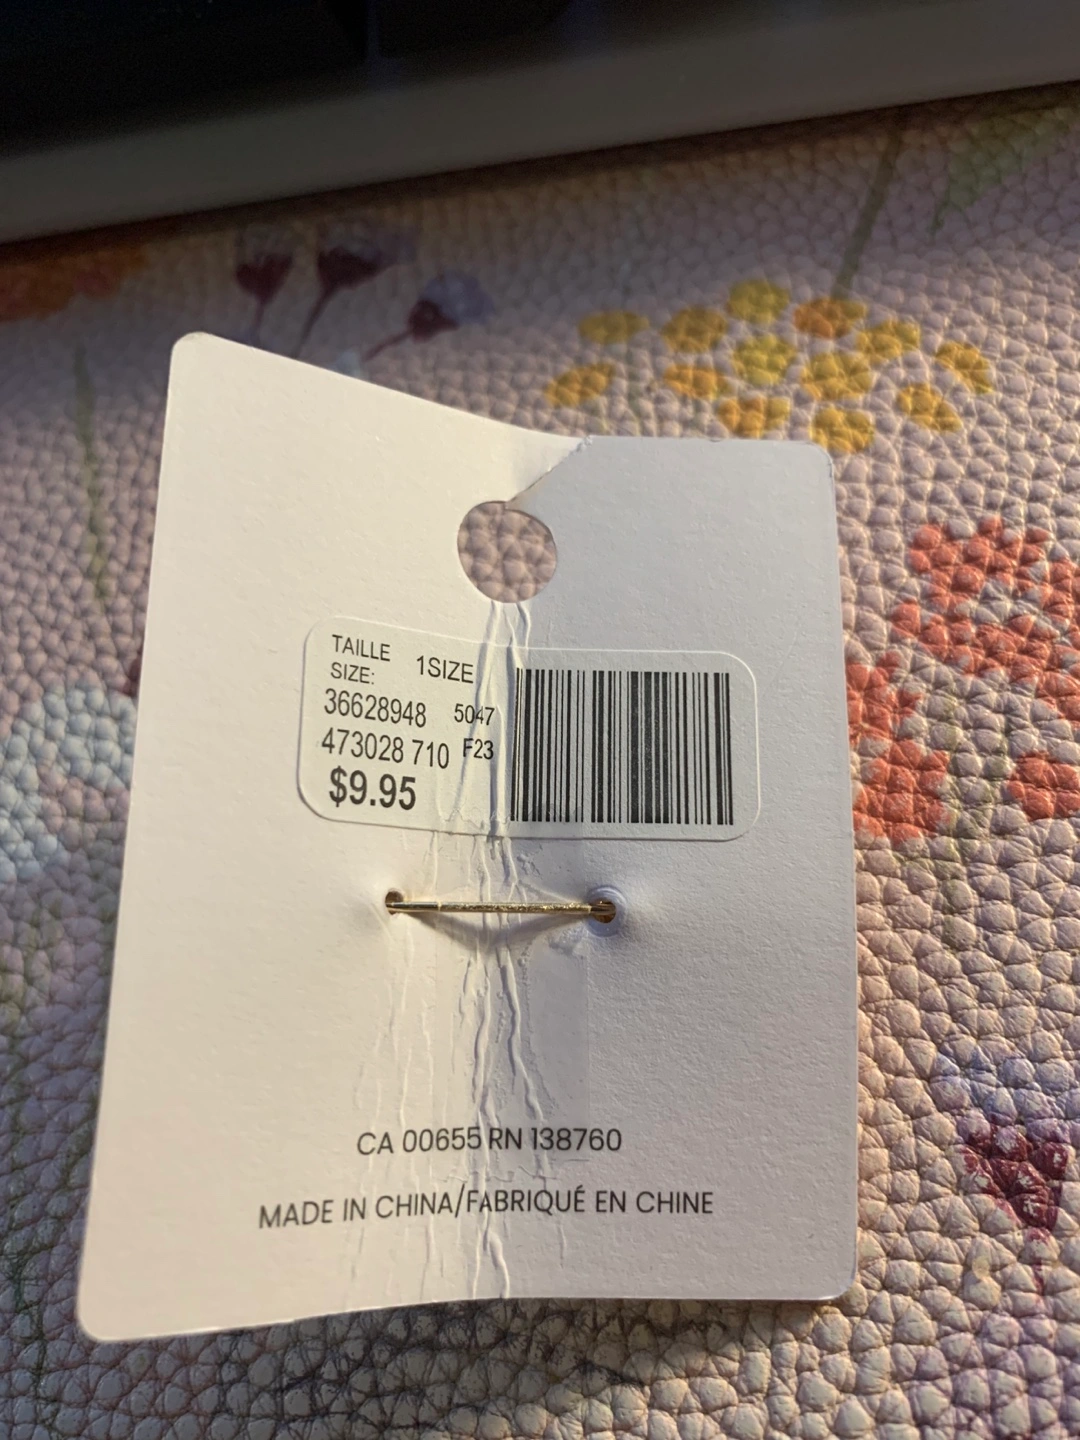 TAILLE 1SIZE
SIZE:
36628948 5047
473028 710 F23
$9.95
CA 00655 RN 138760
MADE IN CHINA/FABRIQUÉ EN CHINE